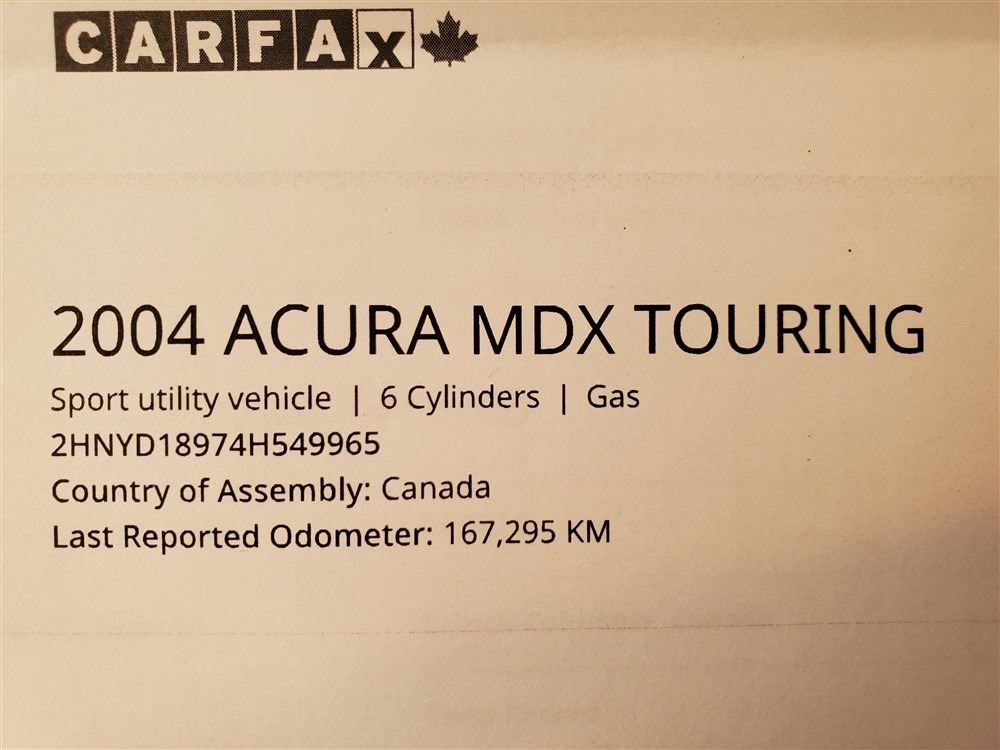 CARFAX
2004 ACURA MDX TOURING
Sport utility vehicle | 6 Cylinders | Gas
2HNYD18974H549965
Country of Assembly: Canada
Last Reported Odometer: 167,295 KM